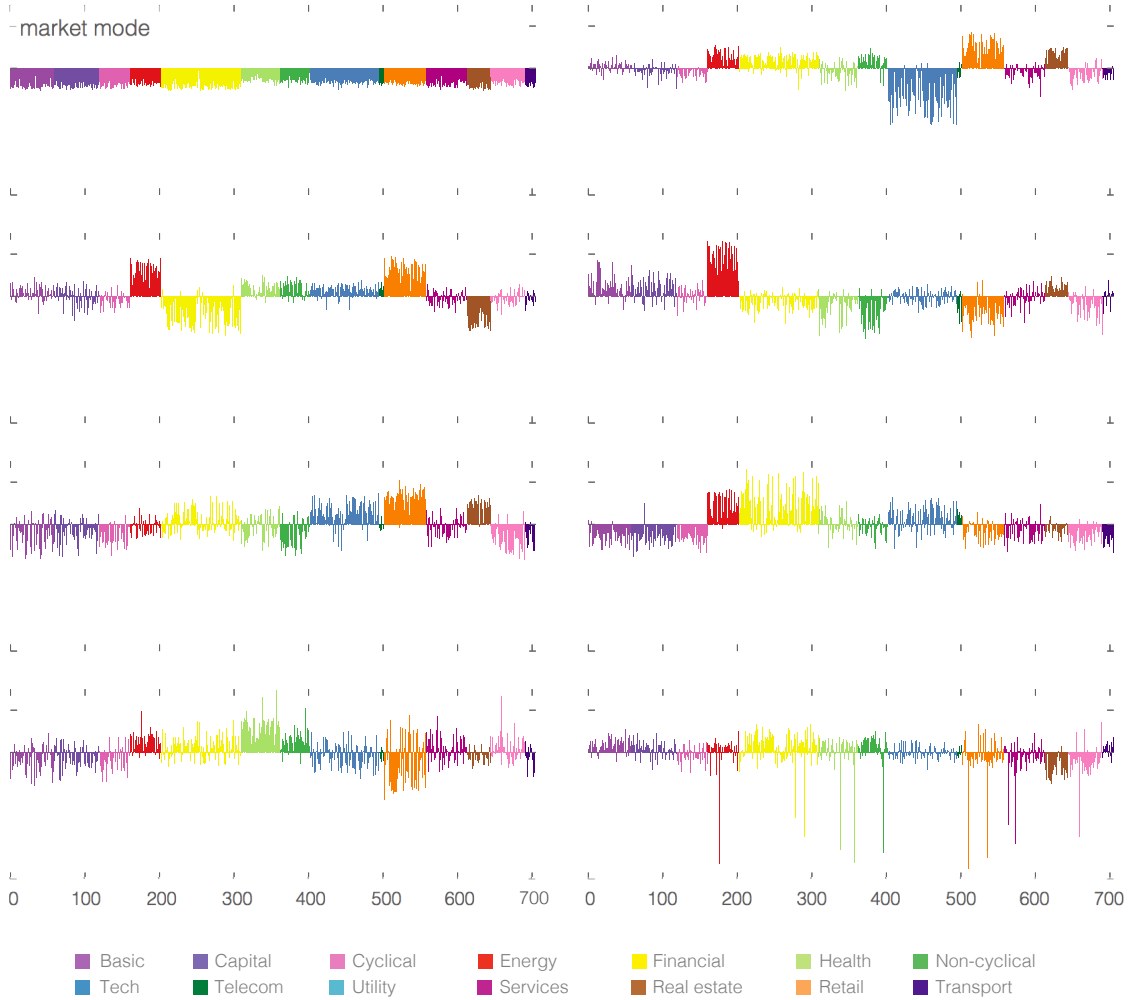 market mode
0 100 200 300 400 500 600 700 0 100 200 300 400 500 600 700
Basic Capital Cyclical Energy Financial Health Non-cyclical
Tech Telecom Utility Services Real estate Retail Transport